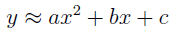 y ≈ ax² + bx + c